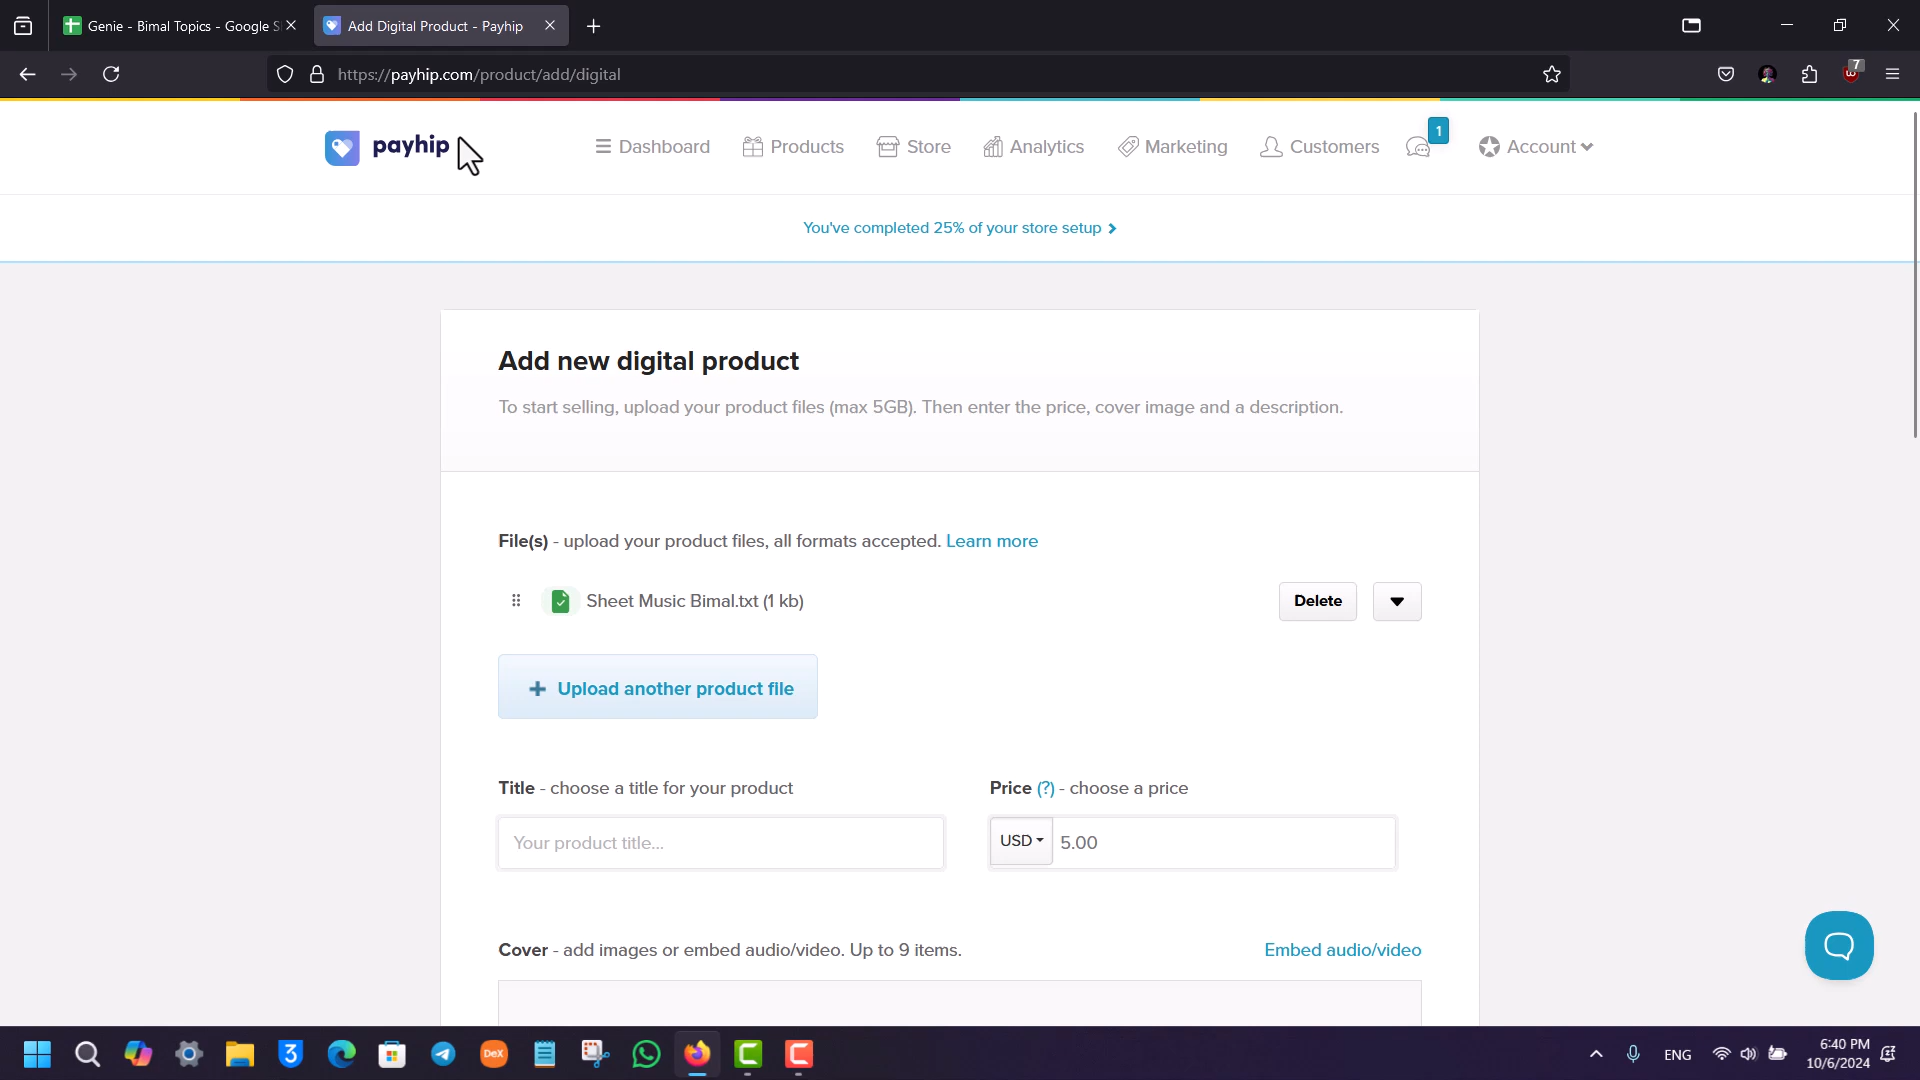 Genie - Bimal Topics - Google S
Add Digital Product - Payhip
https://payhip.com/product/add/digital
7
payhip
Dashboard
Products
Store
Analytics
Marketing
Customers
1
Account
You've completed 25% of your store setup
Add new digital product
To start selling, upload your product files (max 5GB). Then enter the price, cover image and a description.
File(s) - upload your product files, all formats accepted. Learn more
Sheet Music Bimal.txt (1 kb)
Delete
+ Upload another product file
Title - choose a title for your product
Price (?) - choose a price
Your product title...
USD
5.00
Cover - add images or embed audio/video. Up to 9 items.
Embed audio/video
3
DeX
ENG
6:40 PM
10/6/2024